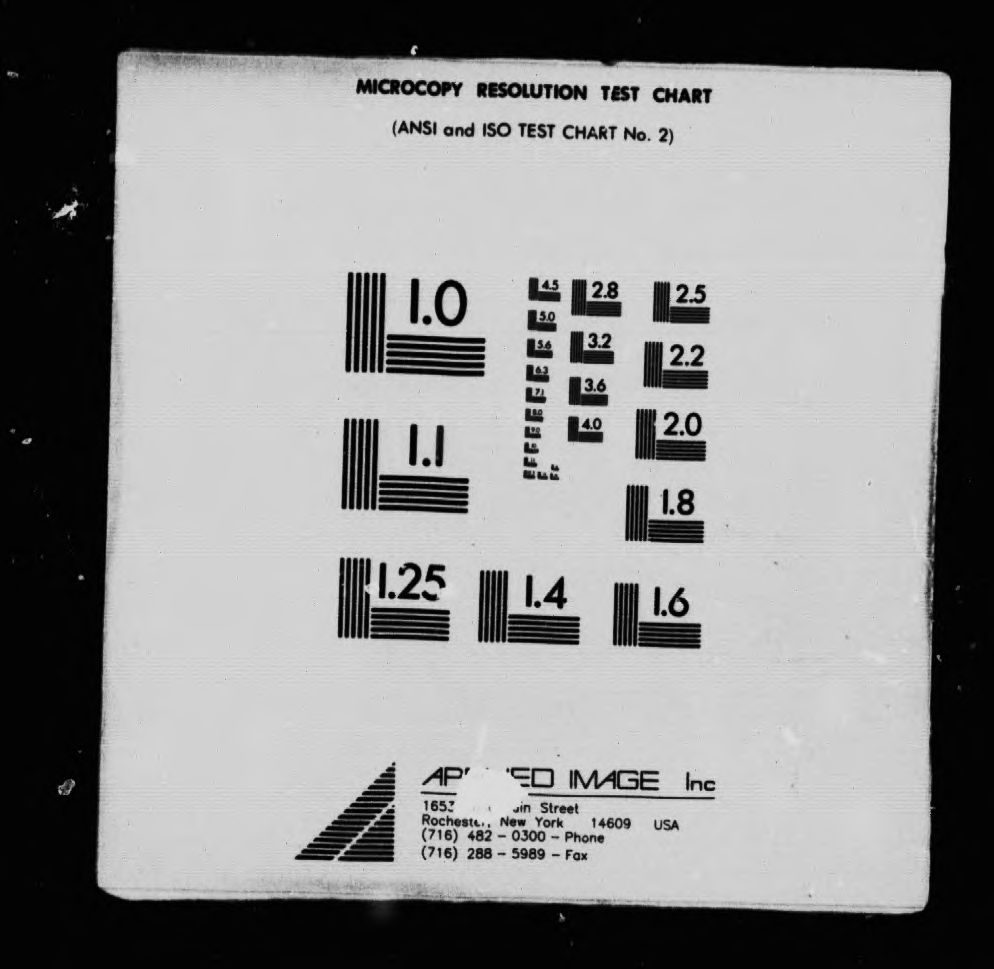 MICROCOPY RESOLUTION TEST CHART
(ANSI and ISO TEST CHART No. 2)
1.0
4.5
2.8
2.5
5.0
5.6
3.2
2.2
6.3
3.6
7.1
8.0
4.0
2.0
9.0
1.1
1.8
1.25
1.4
1.6
IMAGE Inc
Street
New York 14609 USA
(716) 482 - 0300 - Phone
(716) 288 - 5989 - Fax